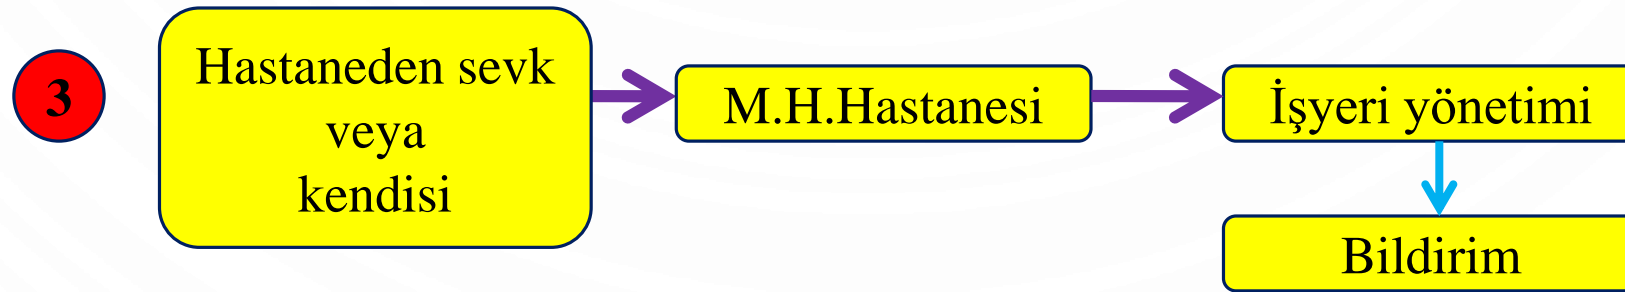 3
Hastaneden sevk
veya
kendisi
M.H.Hastanesi
İşyeri yönetimi
Bildirim